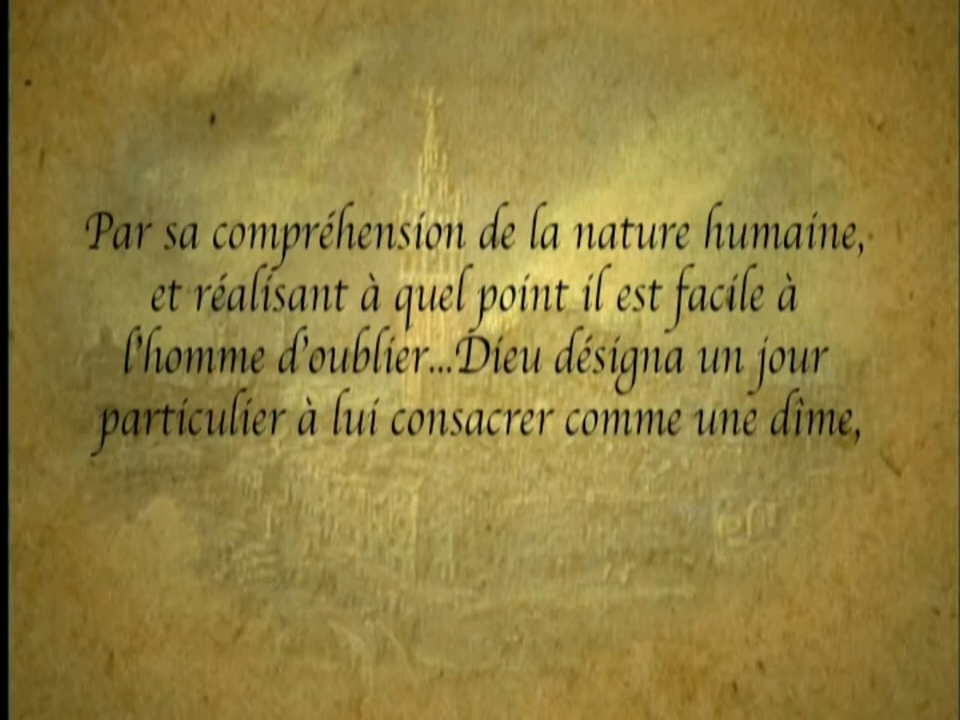 Par sa compréhension de la nature humaine,
et réalisant à quel point il est facile à
l'homme d'oublier...Dieu désigna un jour
particulier à lui consacrer comme une dîme,